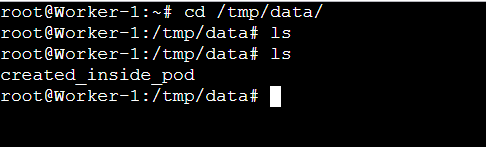 root@Worker-1:~# cd /tmp/data/
root@Worker-1:/tmp/data# ls
root@Worker-1:/tmp/data# ls
created_inside_pod
root@Worker-1:/tmp/data#